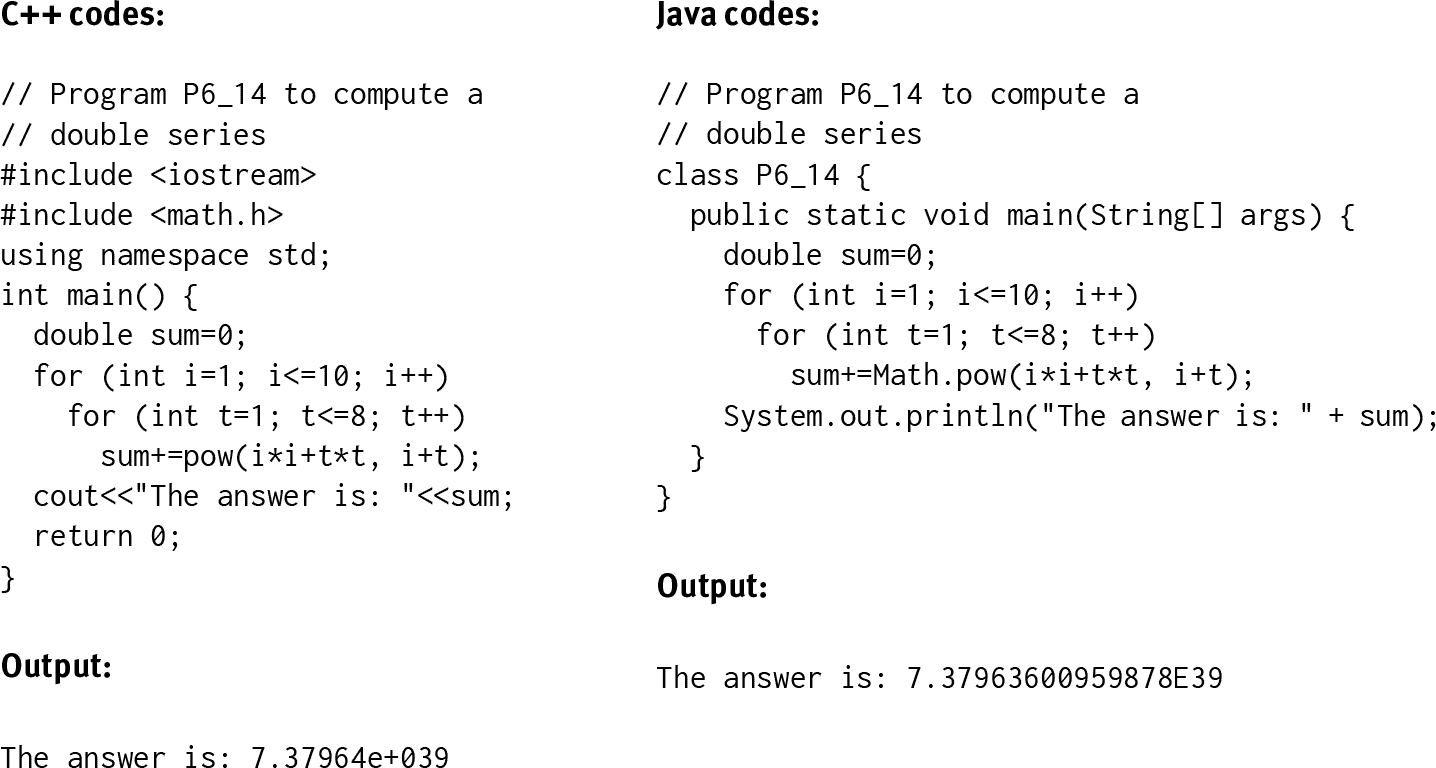 C++ codes:
// Program P6_14 to compute a
// double series
#include <iostream>
#include <math.h>
using namespace std;
int main() {
  double sum=0;
  for (int i=1; i<=10; i++)
    for (int t=1; t<=8; t++)
      sum+=pow(i*i+t*t, i+t);
  cout<<"The answer is: "<<sum;
  return 0;
}
Output:
The answer is: 7.37964e+039
Java codes:
// Program P6_14 to compute a
// double series
class P6_14 {
  public static void main(String[] args) {
    double sum=0;
    for (int i=1; i<=10; i++)
      for (int t=1; t<=8; t++)
        sum+=Math.pow(i*i+t*t, i+t);
    System.out.println("The answer is: " + sum);
  }
}
Output:
The answer is: 7.37963600959878E39